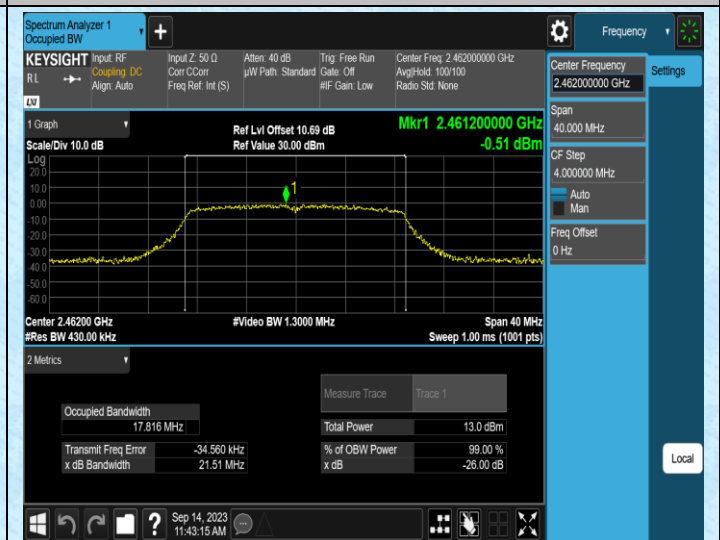 Spectrum Analyzer 1
Occupied BW
+
Frequency
KEYSIGHT
R L
LXI
Input: RF
Coupling: DC
Align: Auto
Input Z: 50 Ω
Corr CCorr
Freq Ref: Int (S)
Atten: 40 dB
µW Path: Standard
Trig: Free Run
Gate: Off
#IF Gain: Low
Center Freq: 2.462000000 GHz
Avg|Hold: 100/100
Radio Std: None
Center Frequency
2.462000000 GHz
Settings
Span
40.000 MHz
CF Step
4.000000 MHz
Auto
Man
Freq Offset
0 Hz
Local
1 Graph
Scale/Div 10.0 dB
Ref Lvl Offset 10.69 dB
Ref Value 30.00 dBm
Mkr1 2.461200000 GHz
-0.51 dBm
Log
20.0
10.0
0.00
-10.0
-20.0
-30.0
-40.0
-50.0
-60.0
1
Center 2.46200 GHz
#Video BW 1.3000 MHz
Span 40 MHz
#Res BW 430.00 kHz
Sweep 1.00 ms (1001 pts)
2 Metrics
Measure Trace
Trace 1
Occupied Bandwidth
17.816 MHz
Total Power
13.0 dBm
Transmit Freq Error
-34.560 kHz
% of OBW Power
99.00 %
x dB Bandwidth
21.51 MHz
x dB
-26.00 dB
?
Sep 14, 2023
11:43:15 AM